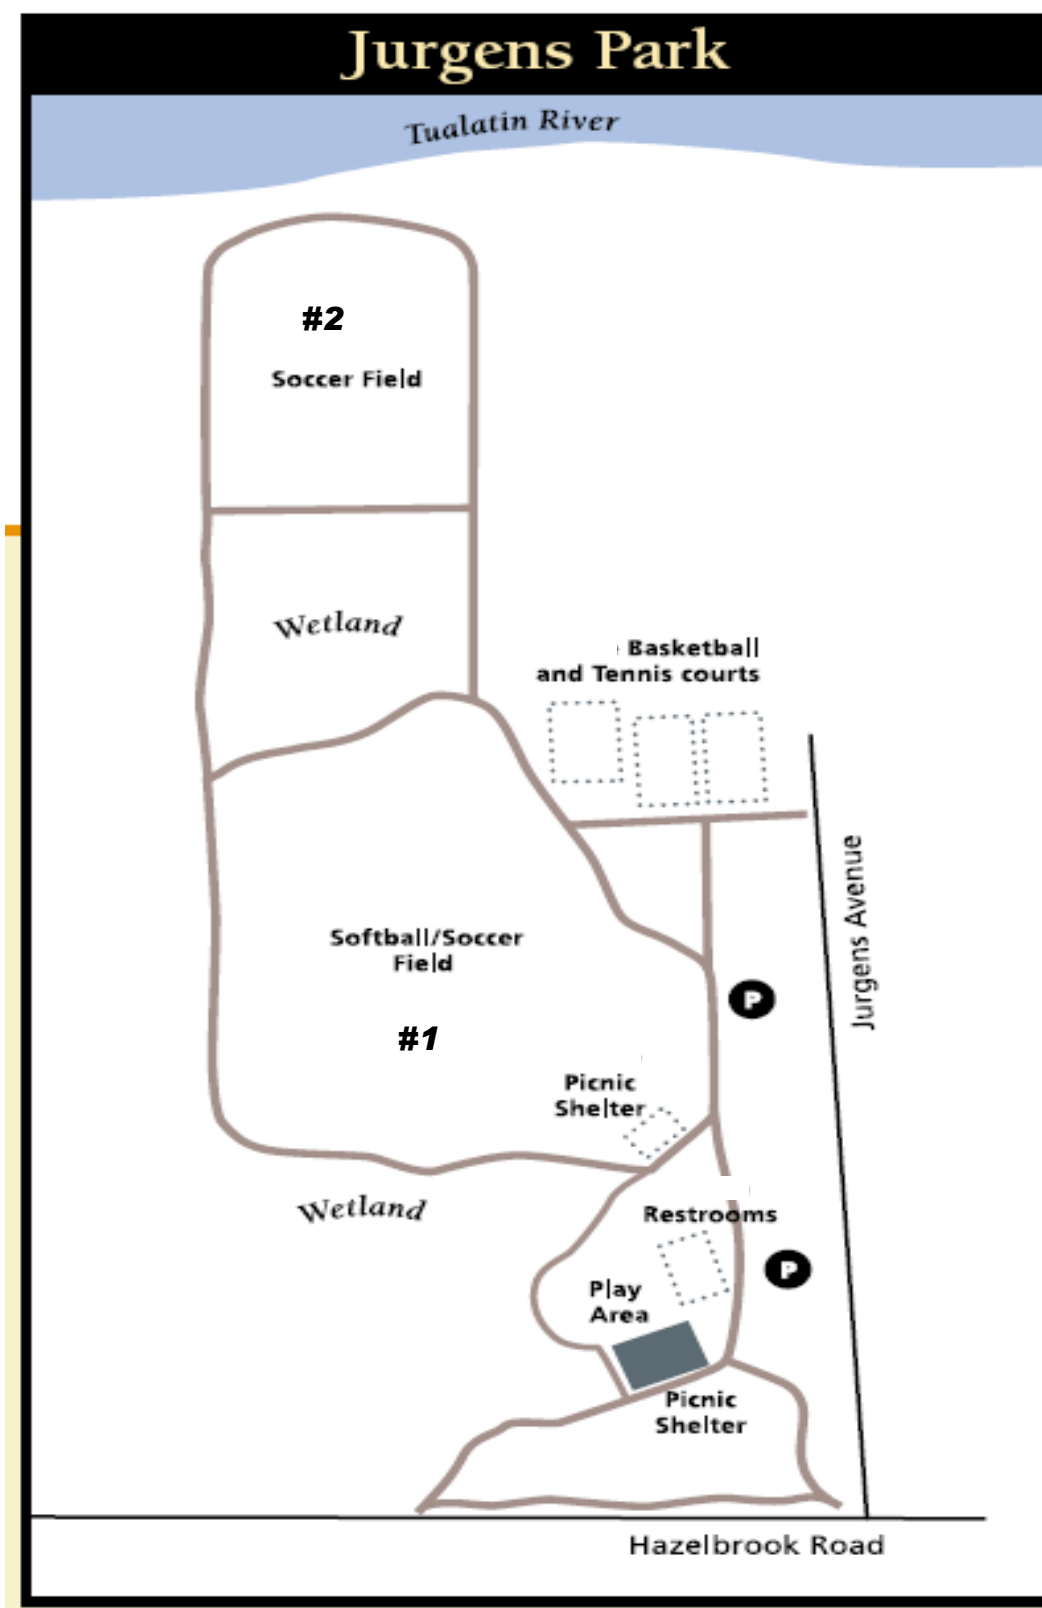 Jurgens Park
Tualatin River
#2
Soccer Field
Wetland
Basketball
and Tennis courts
Jurgens Avenue
Softball/Soccer
Field
#1
P
Picnic
Shelter
Wetland
Restrooms
P
Play
Area
Picnic
Shelter
Hazelbrook Road